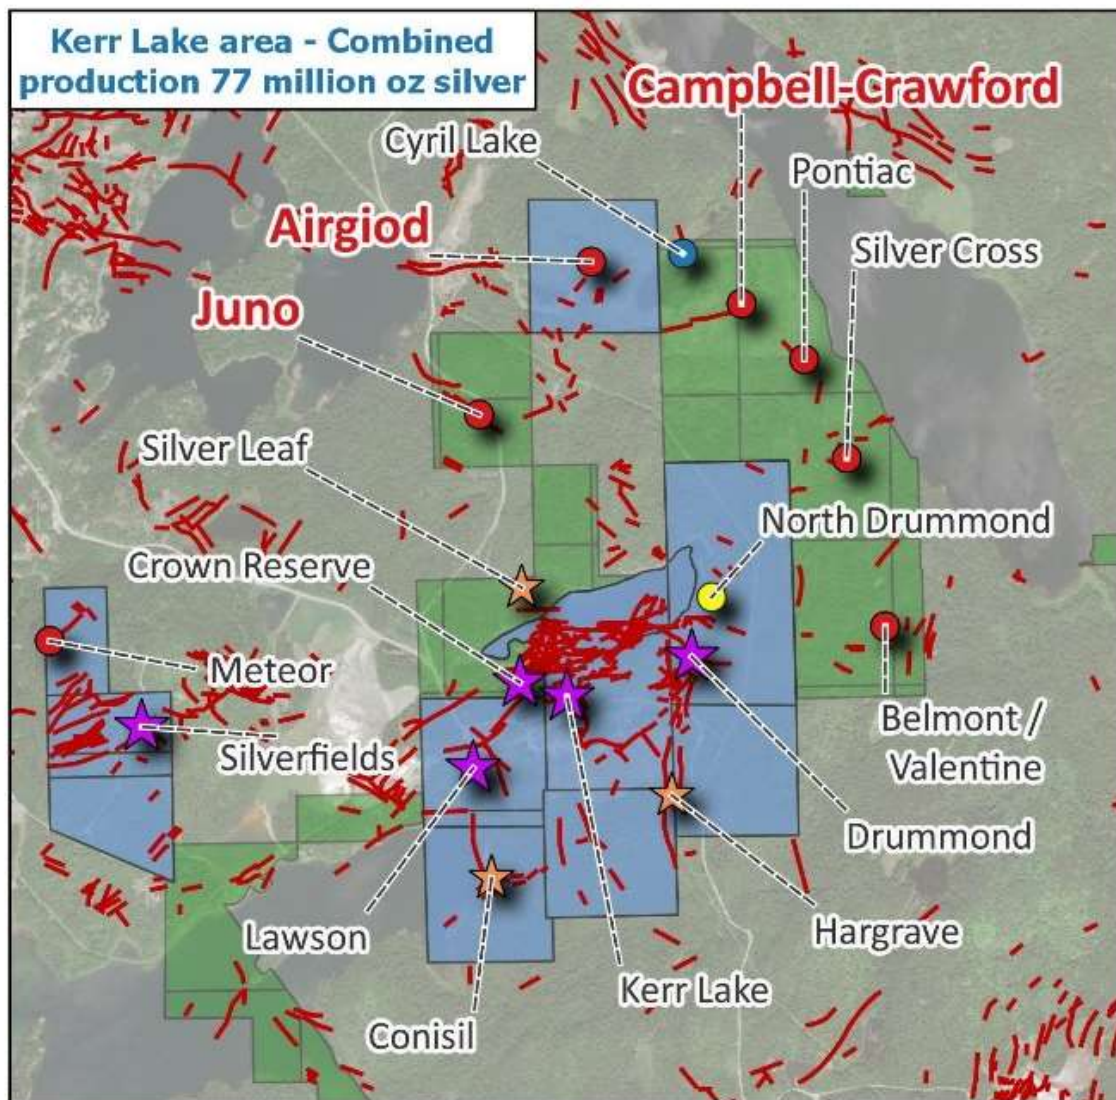 Kerr Lake area - Combined
production 77 million oz silver
Campbell-Crawford
Cyril Lake
Pontiac
Airgiod
Silver Cross
Juno
Silver Leaf
North Drummond
Crown Reserve
Meteor
Belmont /
Valentine
Silverfields
Drummond
Lawson
Hargrave
Kerr Lake
Conisil